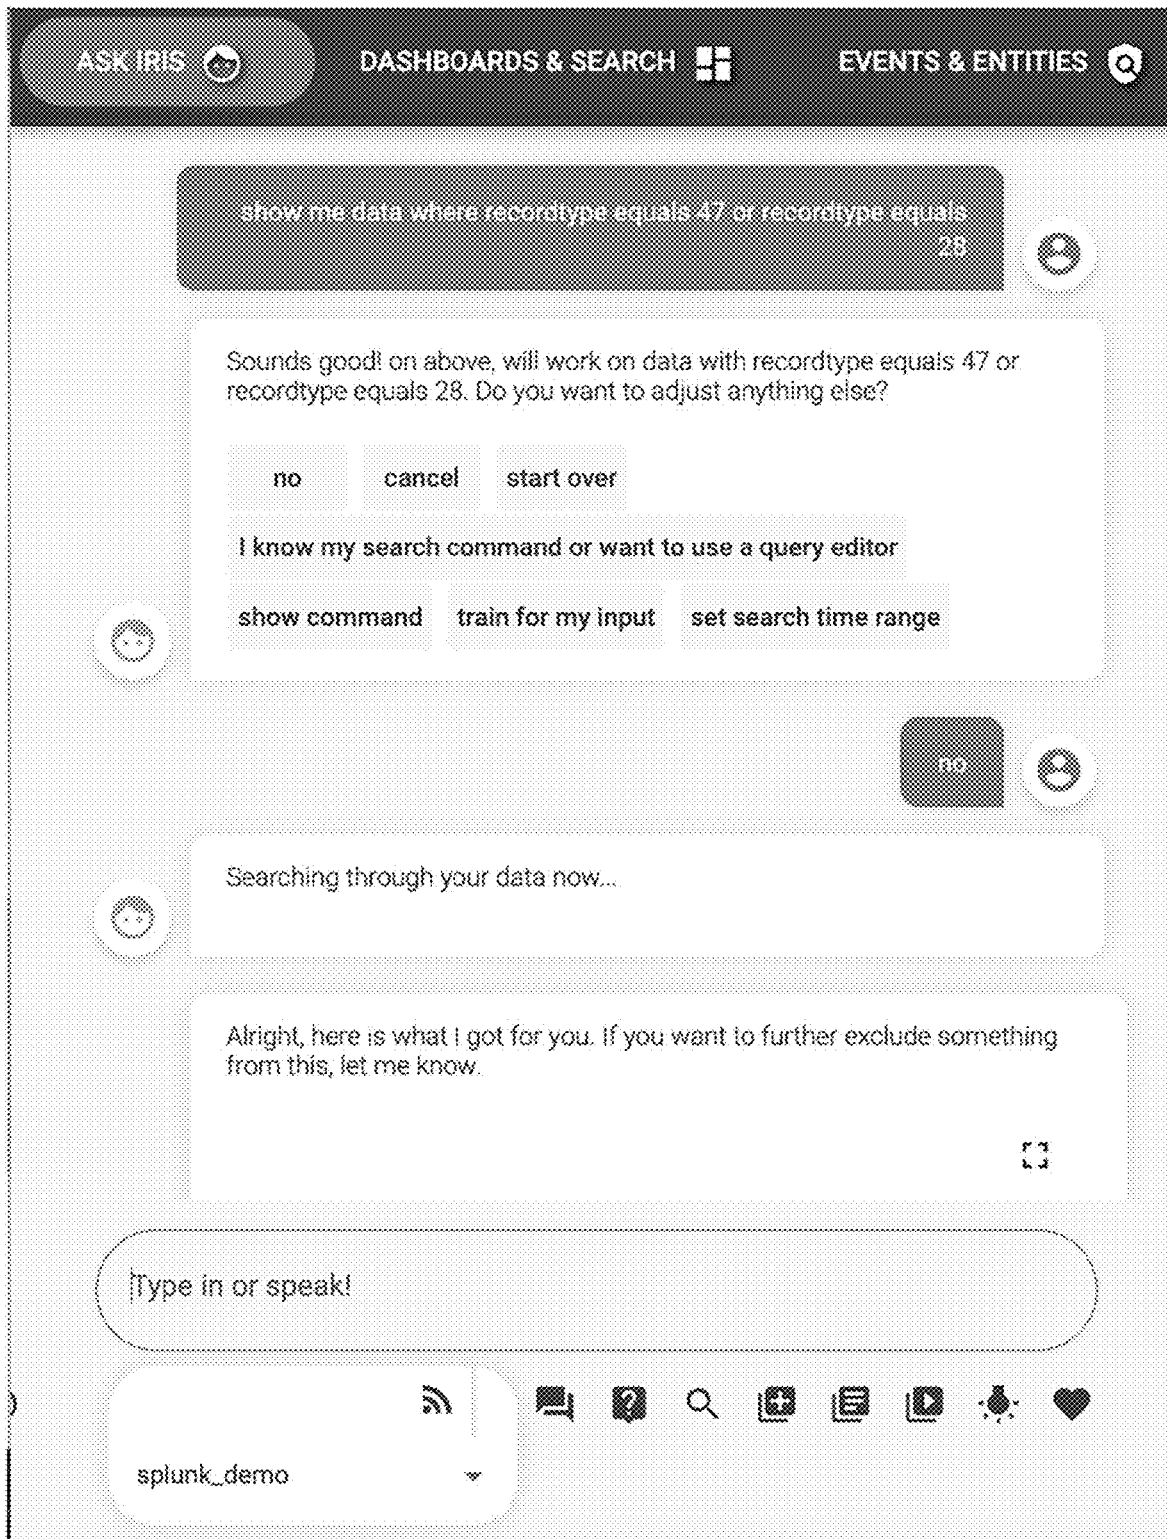 ASK IRIS DASHBOARDS & SEARCH EVENTS & ENTITIES
show me data where recordtype equals 47 or recordtype equals
28
Sounds good! on above, will work on data with recordtype equals 47 or
recordtype equals 28. Do you want to adjust anything else?
no cancel start over
I know my search command or want to use a query editor
show command train for my input set search time range
no
Searching through your data now...
Alright, here is what I got for you. If you want to further exclude something
from this, let me know.
Type in or speak!
splunk_demo